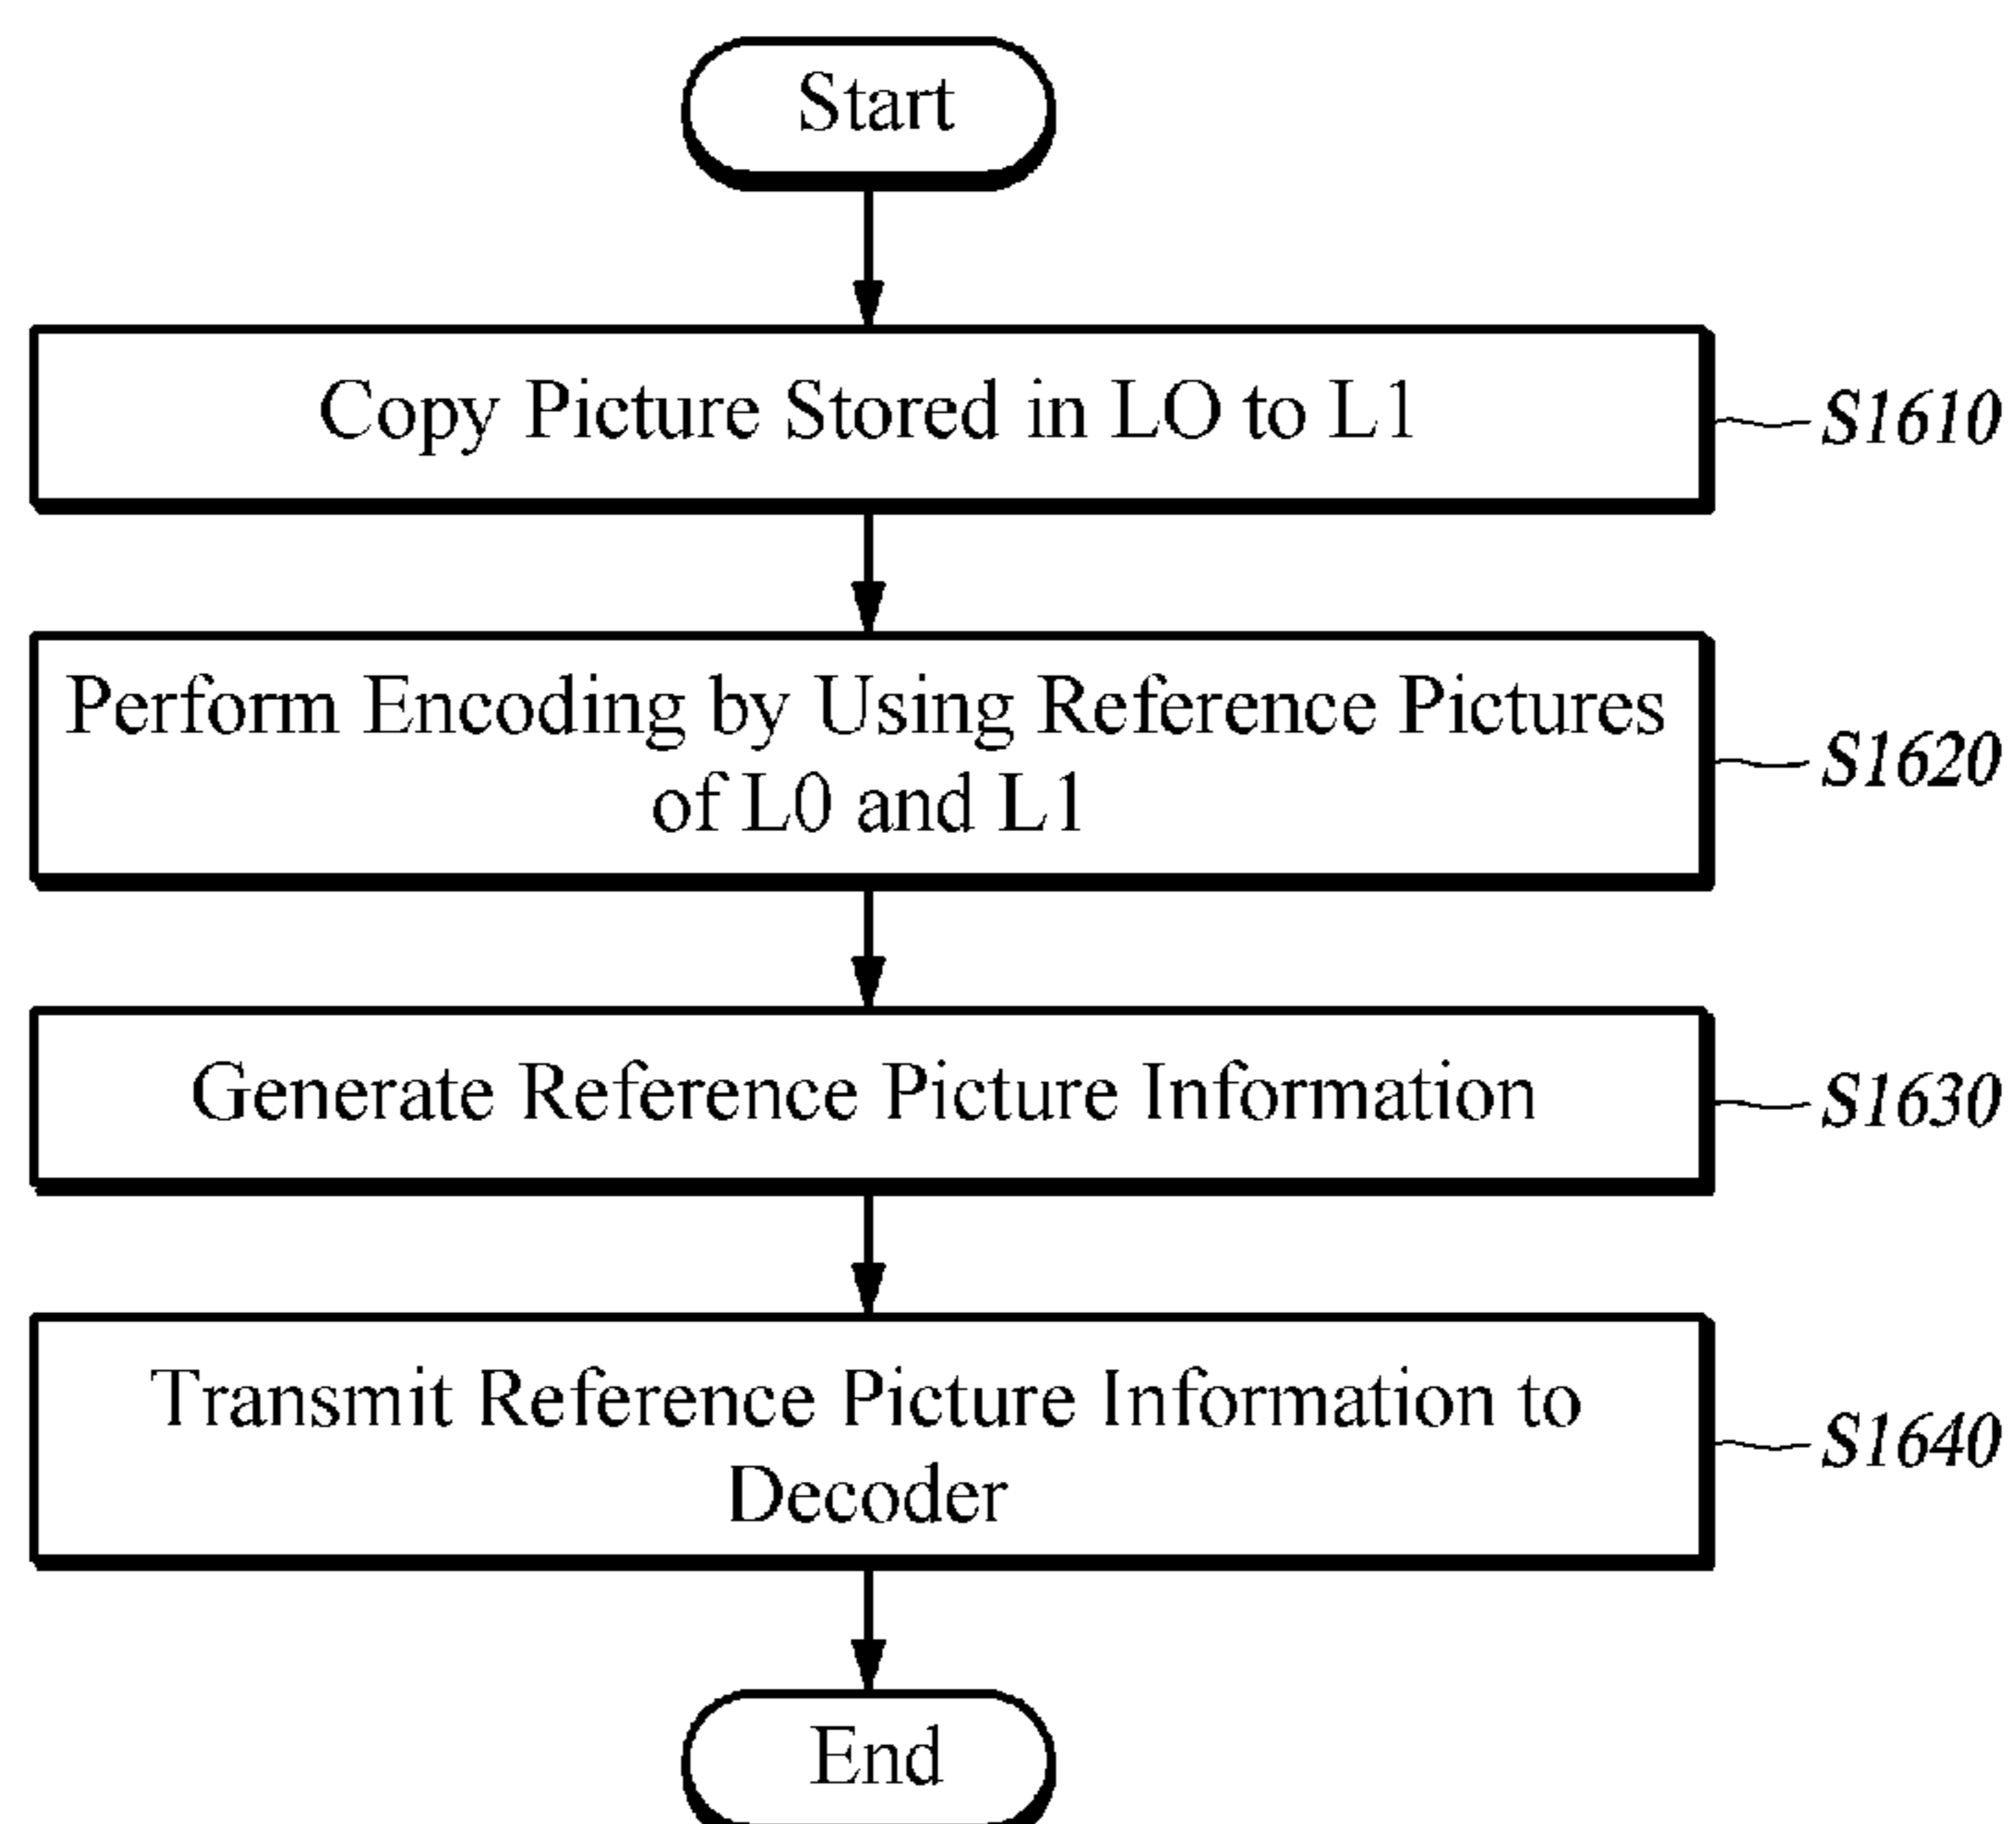 Start
Copy Picture Stored in LO to L1
S1610
Perform Encoding by Using Reference Pictures
of L0 and L1
S1620
Generate Reference Picture Information
S1630
Transmit Reference Picture Information to
Decoder
S1640
End